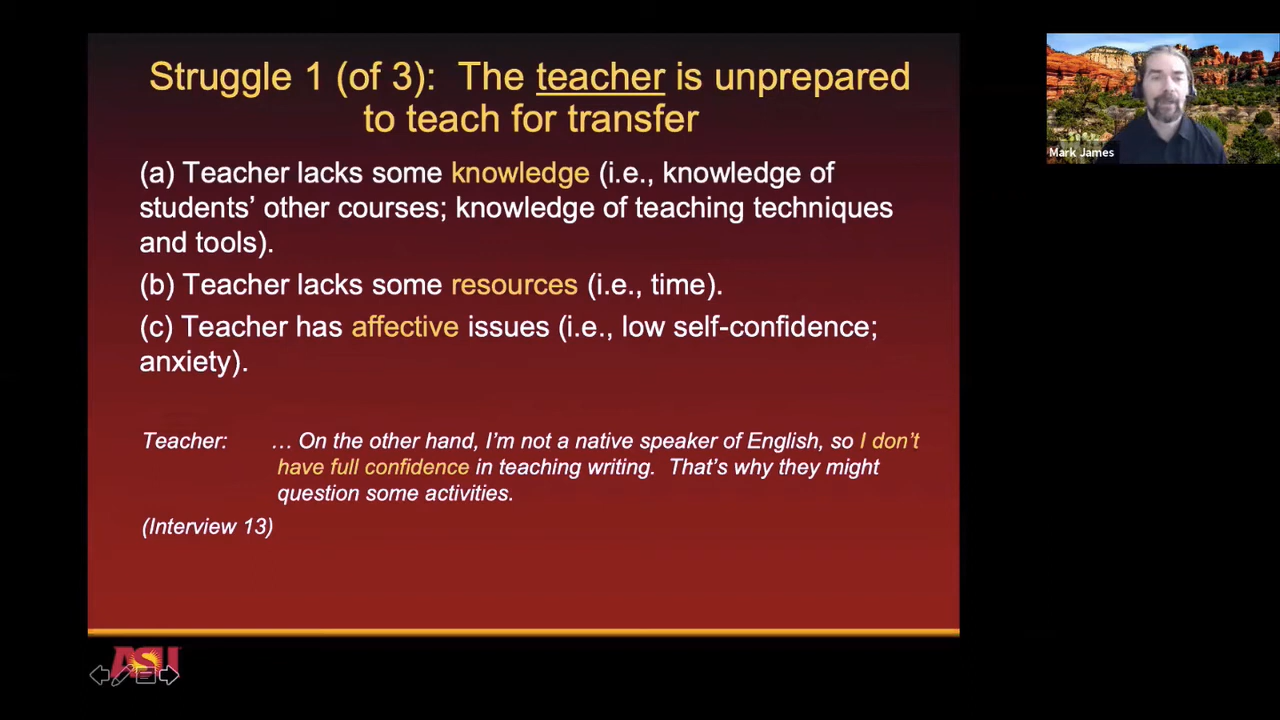 Struggle 1 (of 3):  The teacher is unprepared
to teach for transfer
(a) Teacher lacks some knowledge (i.e., knowledge of
students’ other courses; knowledge of teaching techniques
and tools).
(b) Teacher lacks some resources (i.e., time).
(c) Teacher has affective issues (i.e., low self-confidence;
anxiety).
Teacher: … On the other hand, I’m not a native speaker of English, so I don’t
have full confidence in teaching writing.  That’s why they might
question some activities.
(Interview 13)
ASU
Mark James